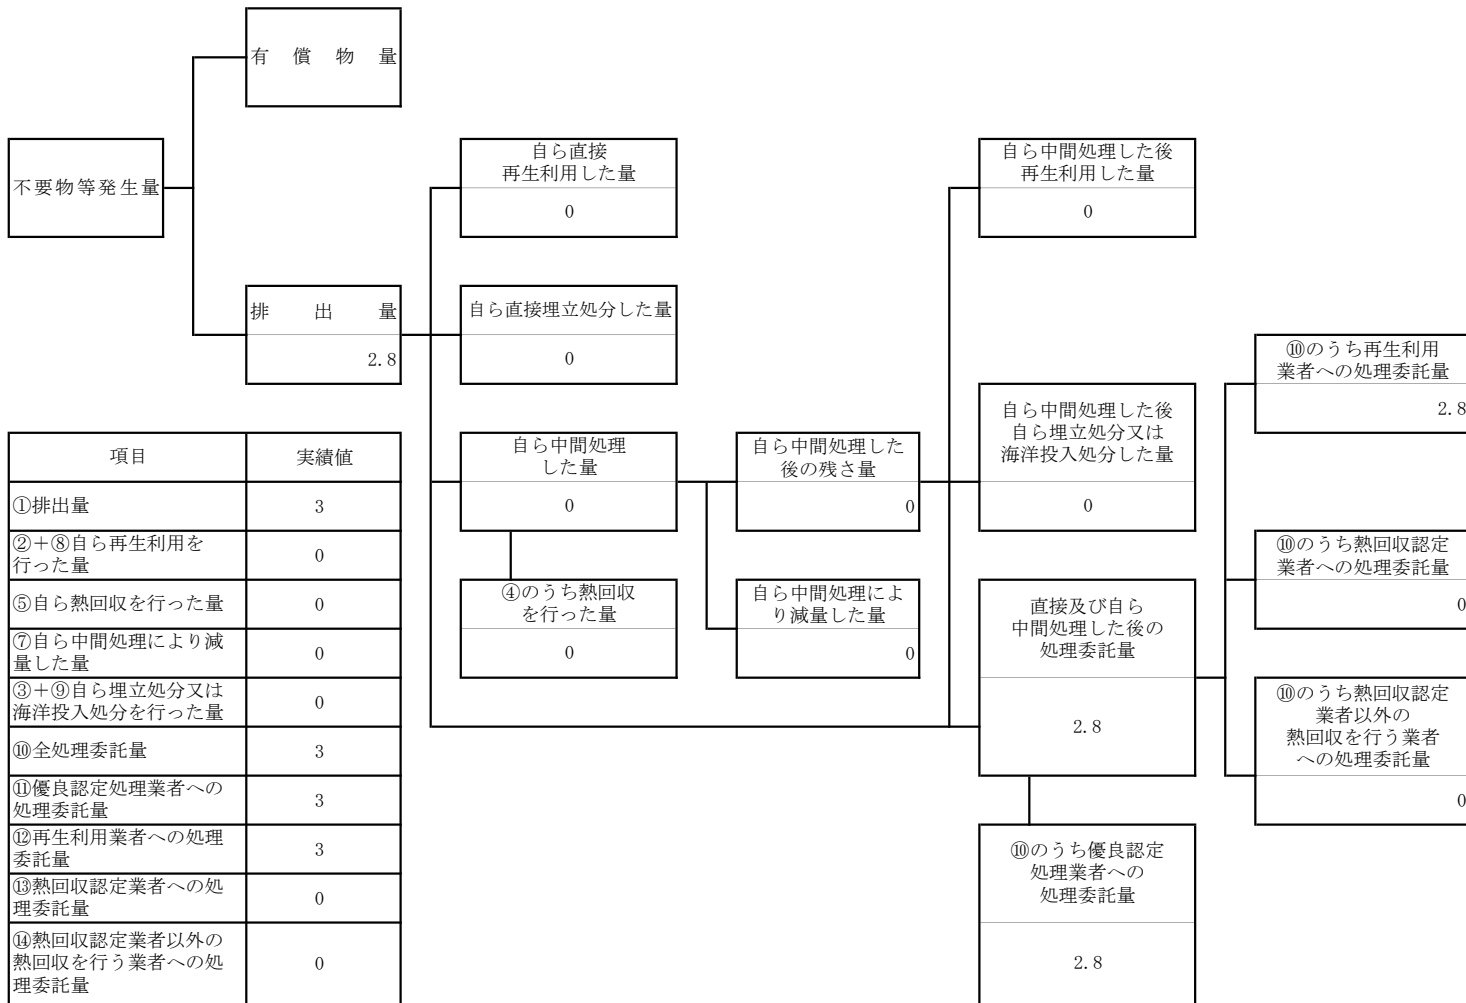 有償物量
不要物等発生量
自ら直接
再生利用した量
0
自ら中間処理した後
再生利用した量
0
排出量
2.8
自ら直接埋立処分した量
0
⑩のうち再生利用
業者への処理委託量
2.8
自ら中間処理した後
自ら埋立処分又は
海洋投入処分した量
0
自ら中間処理
した量
0
自ら中間処理した
後の残さ量
0
項目
実績値
①排出量
3
②＋⑧自ら再生利用を
行った量
0
⑤自ら熱回収を行った量
0
⑦自ら中間処理により減
量した量
0
③＋⑨自ら埋立処分又は
海洋投入処分を行った量
0
⑩全処理委託量
3
⑪優良認定処理業者への
処理委託量
3
⑫再生利用業者への処理
委託量
3
⑬熱回収認定業者への処
理委託量
0
⑭熱回収認定業者以外の
熱回収を行う業者への処
理委託量
0
④のうち熱回収
を行った量
0
自ら中間処理によ
り減量した量
0
直接及び自ら
中間処理した後の
処理委託量
2.8
⑩のうち熱回収認定
業者への処理委託量
0
⑩のうち熱回収認定
業者以外の
熱回収を行う業者
への処理委託量
0
⑩のうち優良認定
処理業者への
処理委託量
2.8